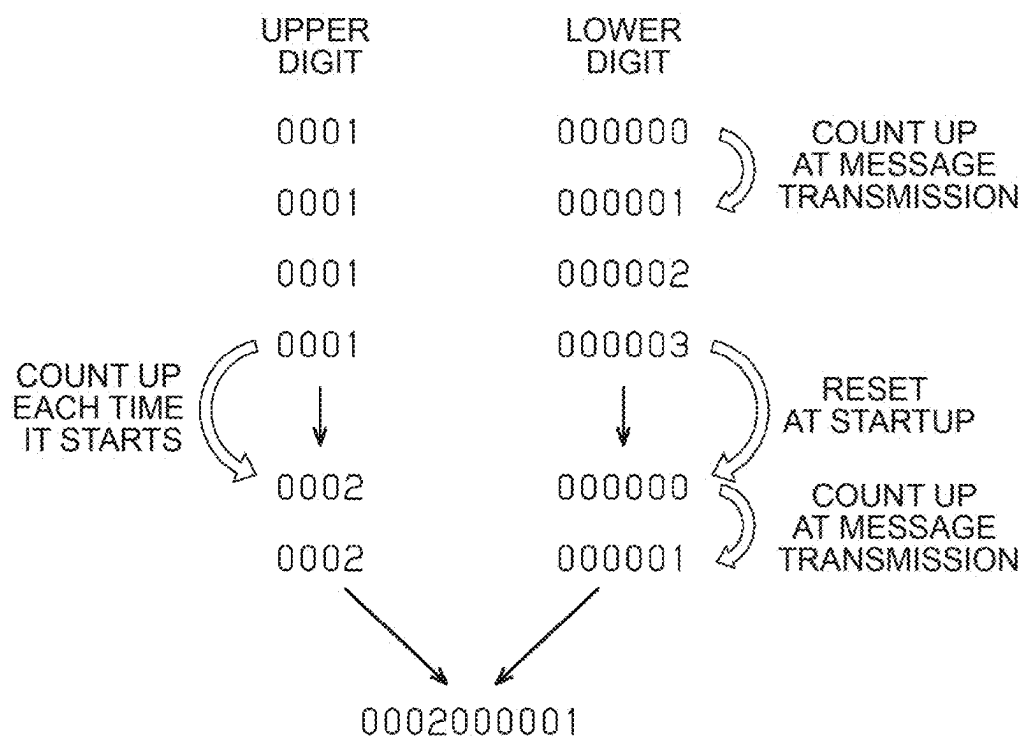 UPPER
DIGIT
LOWER
DIGIT
0001
000000
COUNT UP
AT MESSAGE
TRANSMISSION
0001
000001
0001
000002
0001
000003
COUNT UP
EACH TIME
IT STARTS
RESET
AT STARTUP
0002
000000
COUNT UP
AT MESSAGE
TRANSMISSION
0002
000001
0002000001